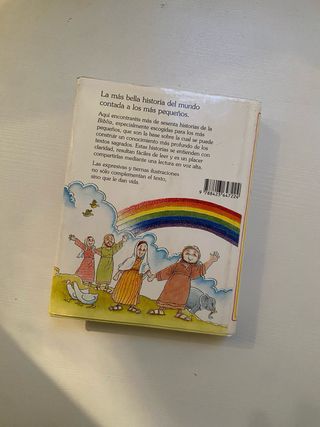 La más bella historia del mundo
contada a los más pequeños.
Aquí encontraréis más de sesenta historias de la
Biblia, especialmente escogidas para los más
pequeños, que son la base sobre la cual se puede
construir un conocimiento más profundo de los
textos sagrados. Estas historias se entienden con
claridad, resultan fáciles de leer y es un placer
compartirlas mediante una lectura en voz alta.
Las expresivas y tiernas ilustraciones
no sólo complementan el texto,
sino que le dan vida.
9 788423 647224